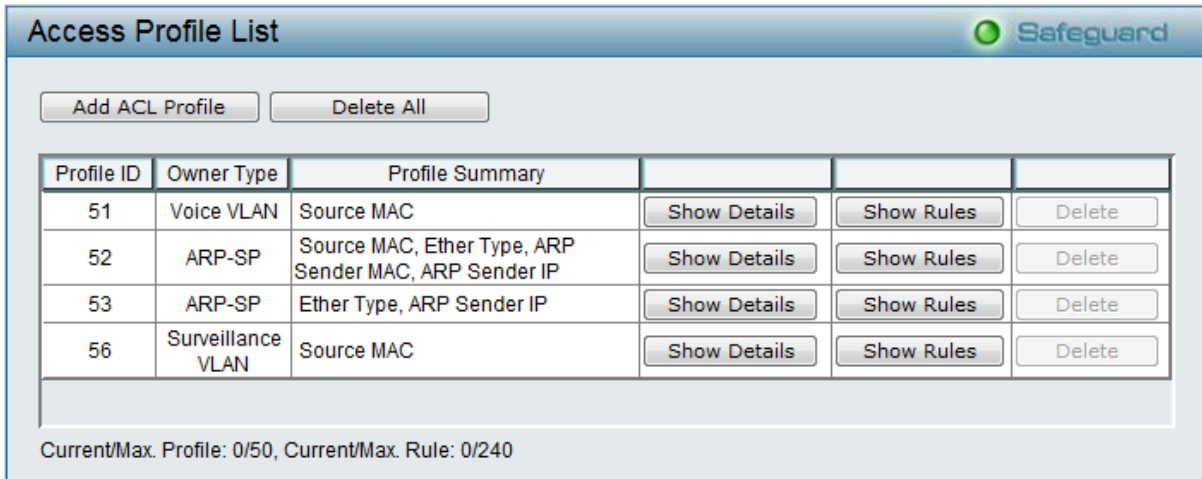 Access Profile List
Safeguard
Add ACL Profile
Delete All
Profile ID Owner Type Profile Summary
51 Voice VLAN Source MAC Show Details Show Rules Delete
52 ARP-SP Source MAC, Ether Type, ARP
Sender MAC, ARP Sender IP Show Details Show Rules Delete
53 ARP-SP Ether Type, ARP Sender IP Show Details Show Rules Delete
56 Surveillance
VLAN Source MAC Show Details Show Rules Delete
Current/Max. Profile: 0/50, Current/Max. Rule: 0/240